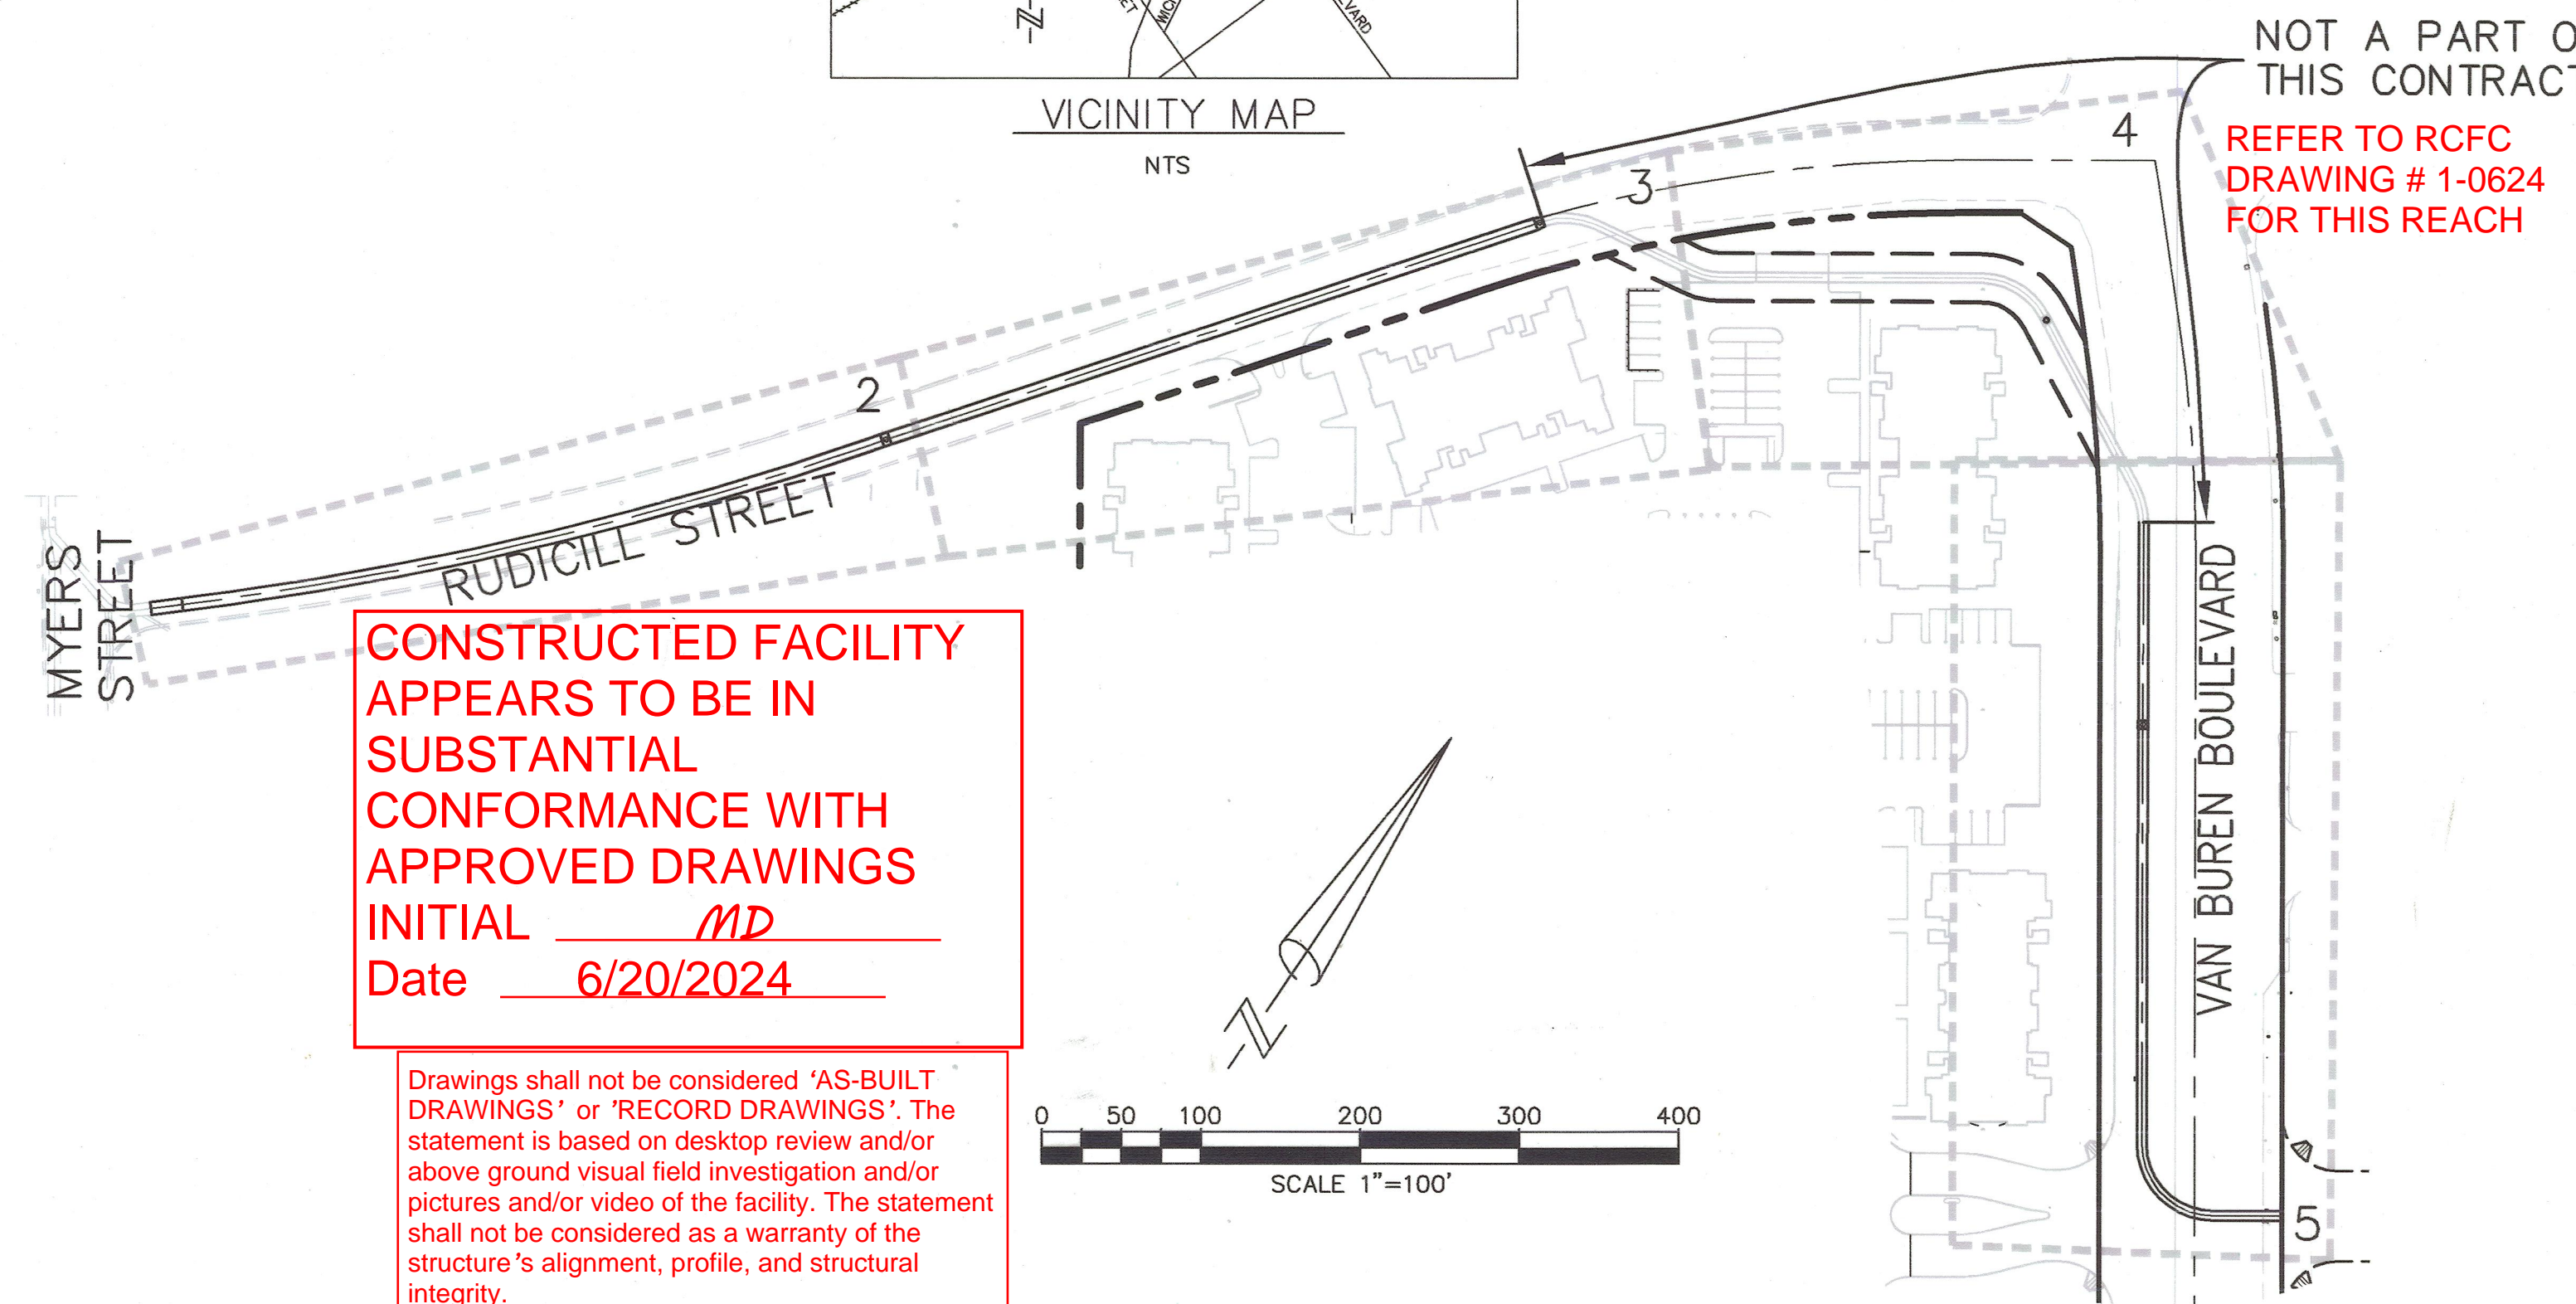 VICINITY MAP
NTS
NOT A PART
THIS CONTRACT
REFER TO RCFC
DRAWING # 1-0624
FOR THIS REACH
4
3
2
MYERS
STREET
RUDICILL STREET
VAN BUREN BOULEVARD
5
CONSTRUCTED FACILITY
APPEARS TO BE IN
SUBSTANTIAL
CONFORMANCE WITH
APPROVED DRAWINGS
INITIAL MD
Date 6/20/2024
Drawings shall not be considered 'AS-BUILT
DRAWINGS' or 'RECORD DRAWINGS'. The
statement is based on desktop review and/or
above ground visual field investigation and/or
pictures and/or video of the facility. The statement
shall not be considered as a warranty of the
structure's alignment, profile, and structural
integrity.
N
0 50 100 200 300 400
SCALE 1"=100'